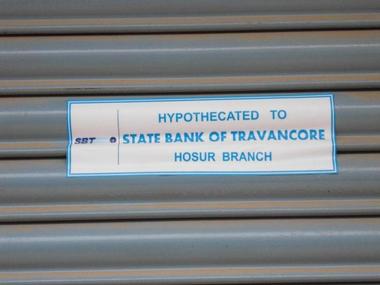 HYPOTHECATED TO
SBT STATE BANK OF TRAVANCORE
HOSUR BRANCH